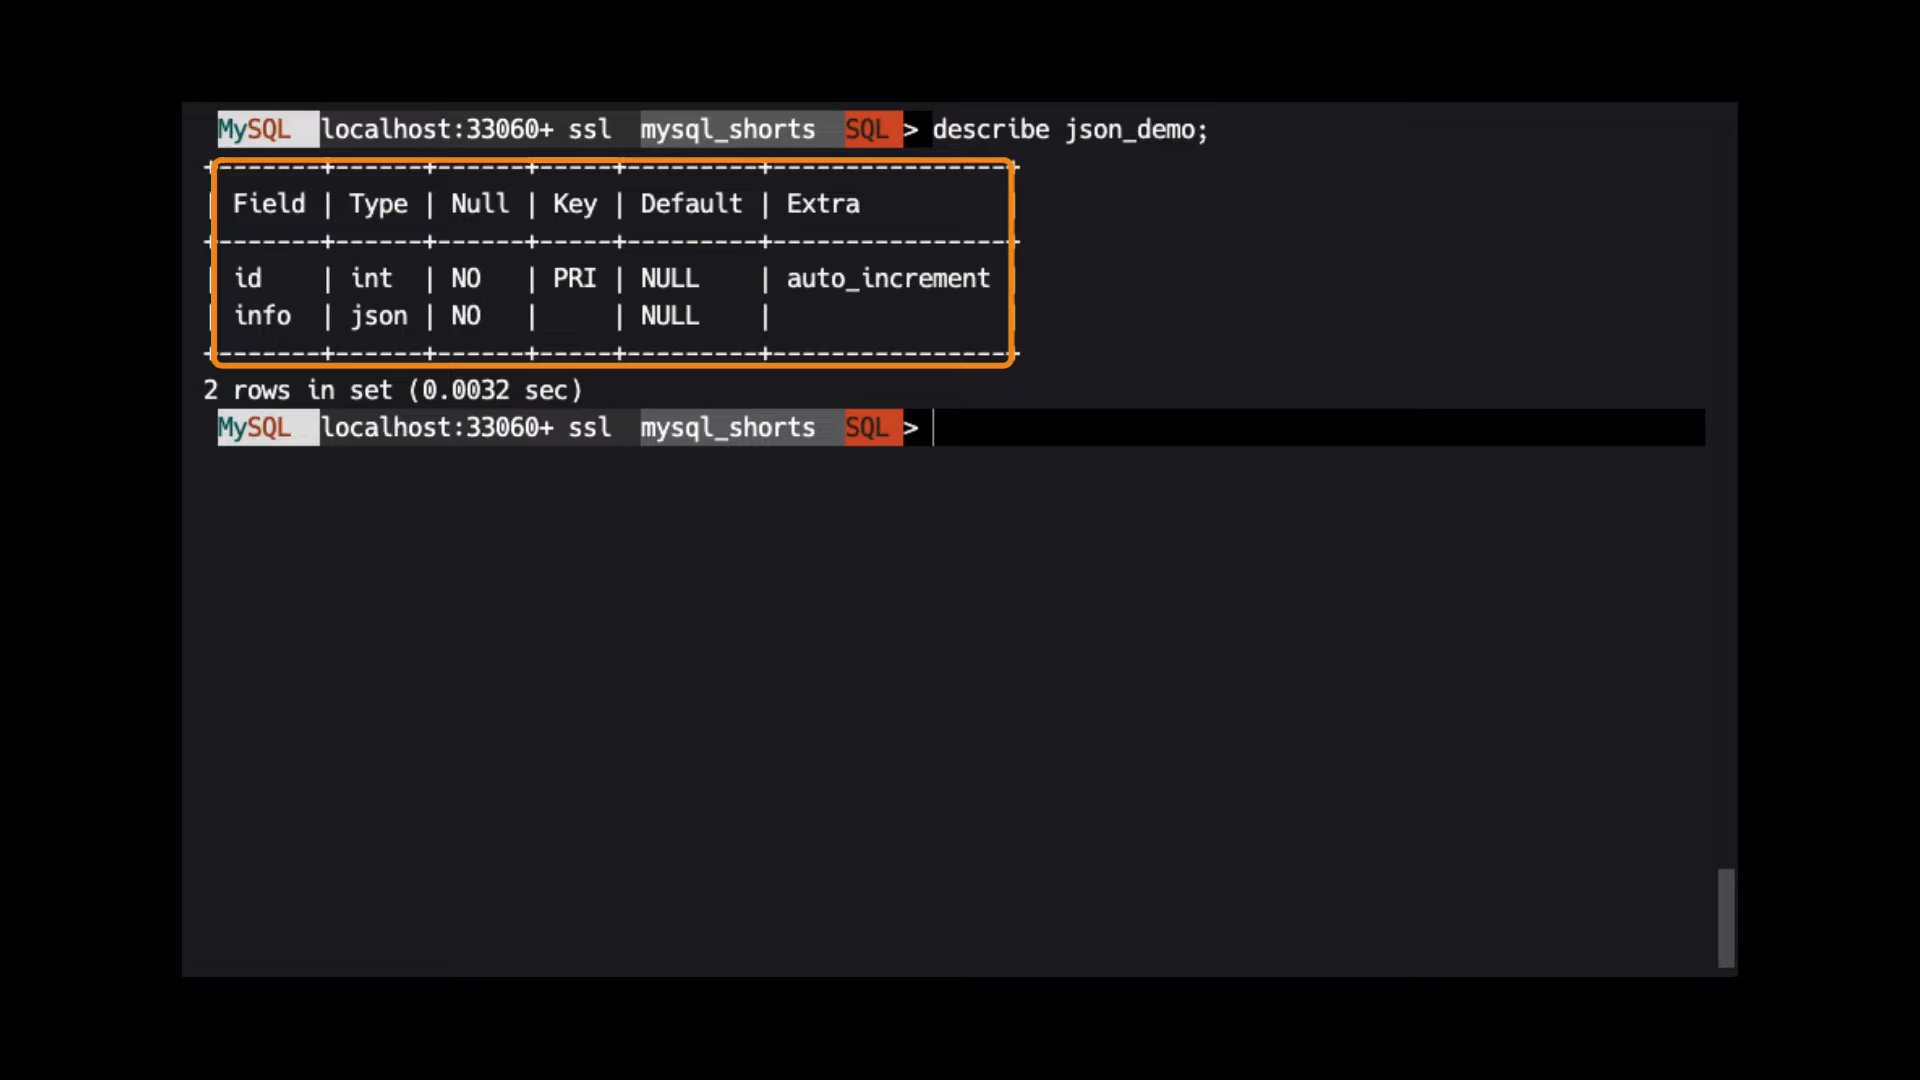 MySQL localhost:33060+ ssl mysql_shorts SQL > describe json_demo;
+-------+------+------+-----+---------+----------------+
| Field | Type | Null | Key | Default | Extra          |
+-------+------+------+-----+---------+----------------+
| id    | int  | NO   | PRI | NULL    | auto_increment |
| info  | json | NO   |     | NULL    |                |
+-------+------+------+-----+---------+----------------+
2 rows in set (0.0032 sec)
MySQL localhost:33060+ ssl mysql_shorts SQL >